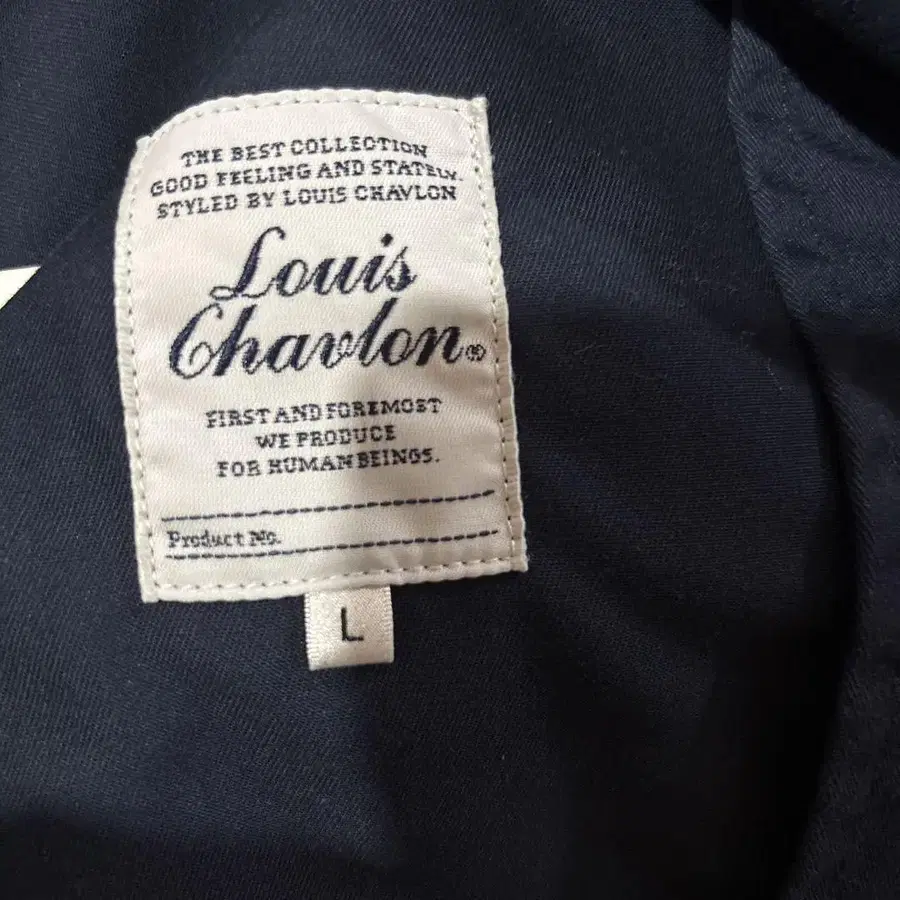 THE BEST COLLECTION
GOOD FEELING AND STATELY.
STYLED BY LOUIS CHAVLON
Louis
Chavlon®
FIRST AND FOREMOST
WE PRODUCE
FOR HUMAN BEINGS.
Product No.
L